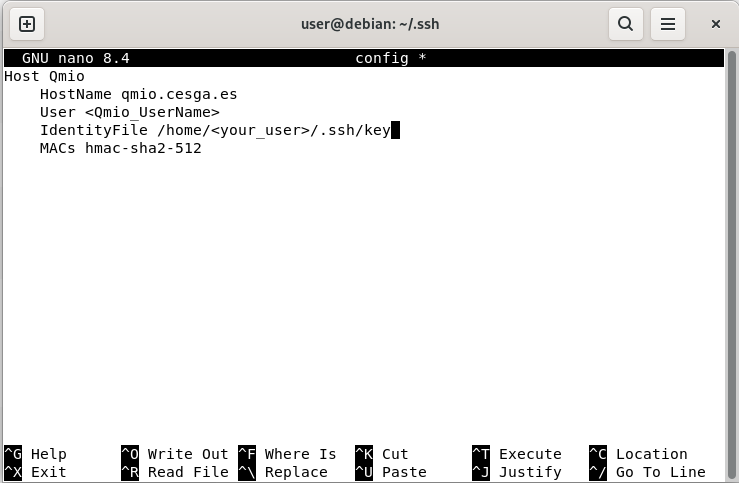 user@debian: ~/.ssh
GNU nano 8.4 config *
Host Qmio
    HostName qmio.cesga.es
    User <Qmio_UserName>
    IdentityFile /home/<your_user>/.ssh/key
    MACs hmac-sha2-512
^G Help ^O Write Out ^F Where Is ^K Cut ^T Execute ^C Location
^X Exit ^R Read File ^\ Replace ^U Paste ^J Justify ^/ Go To Line